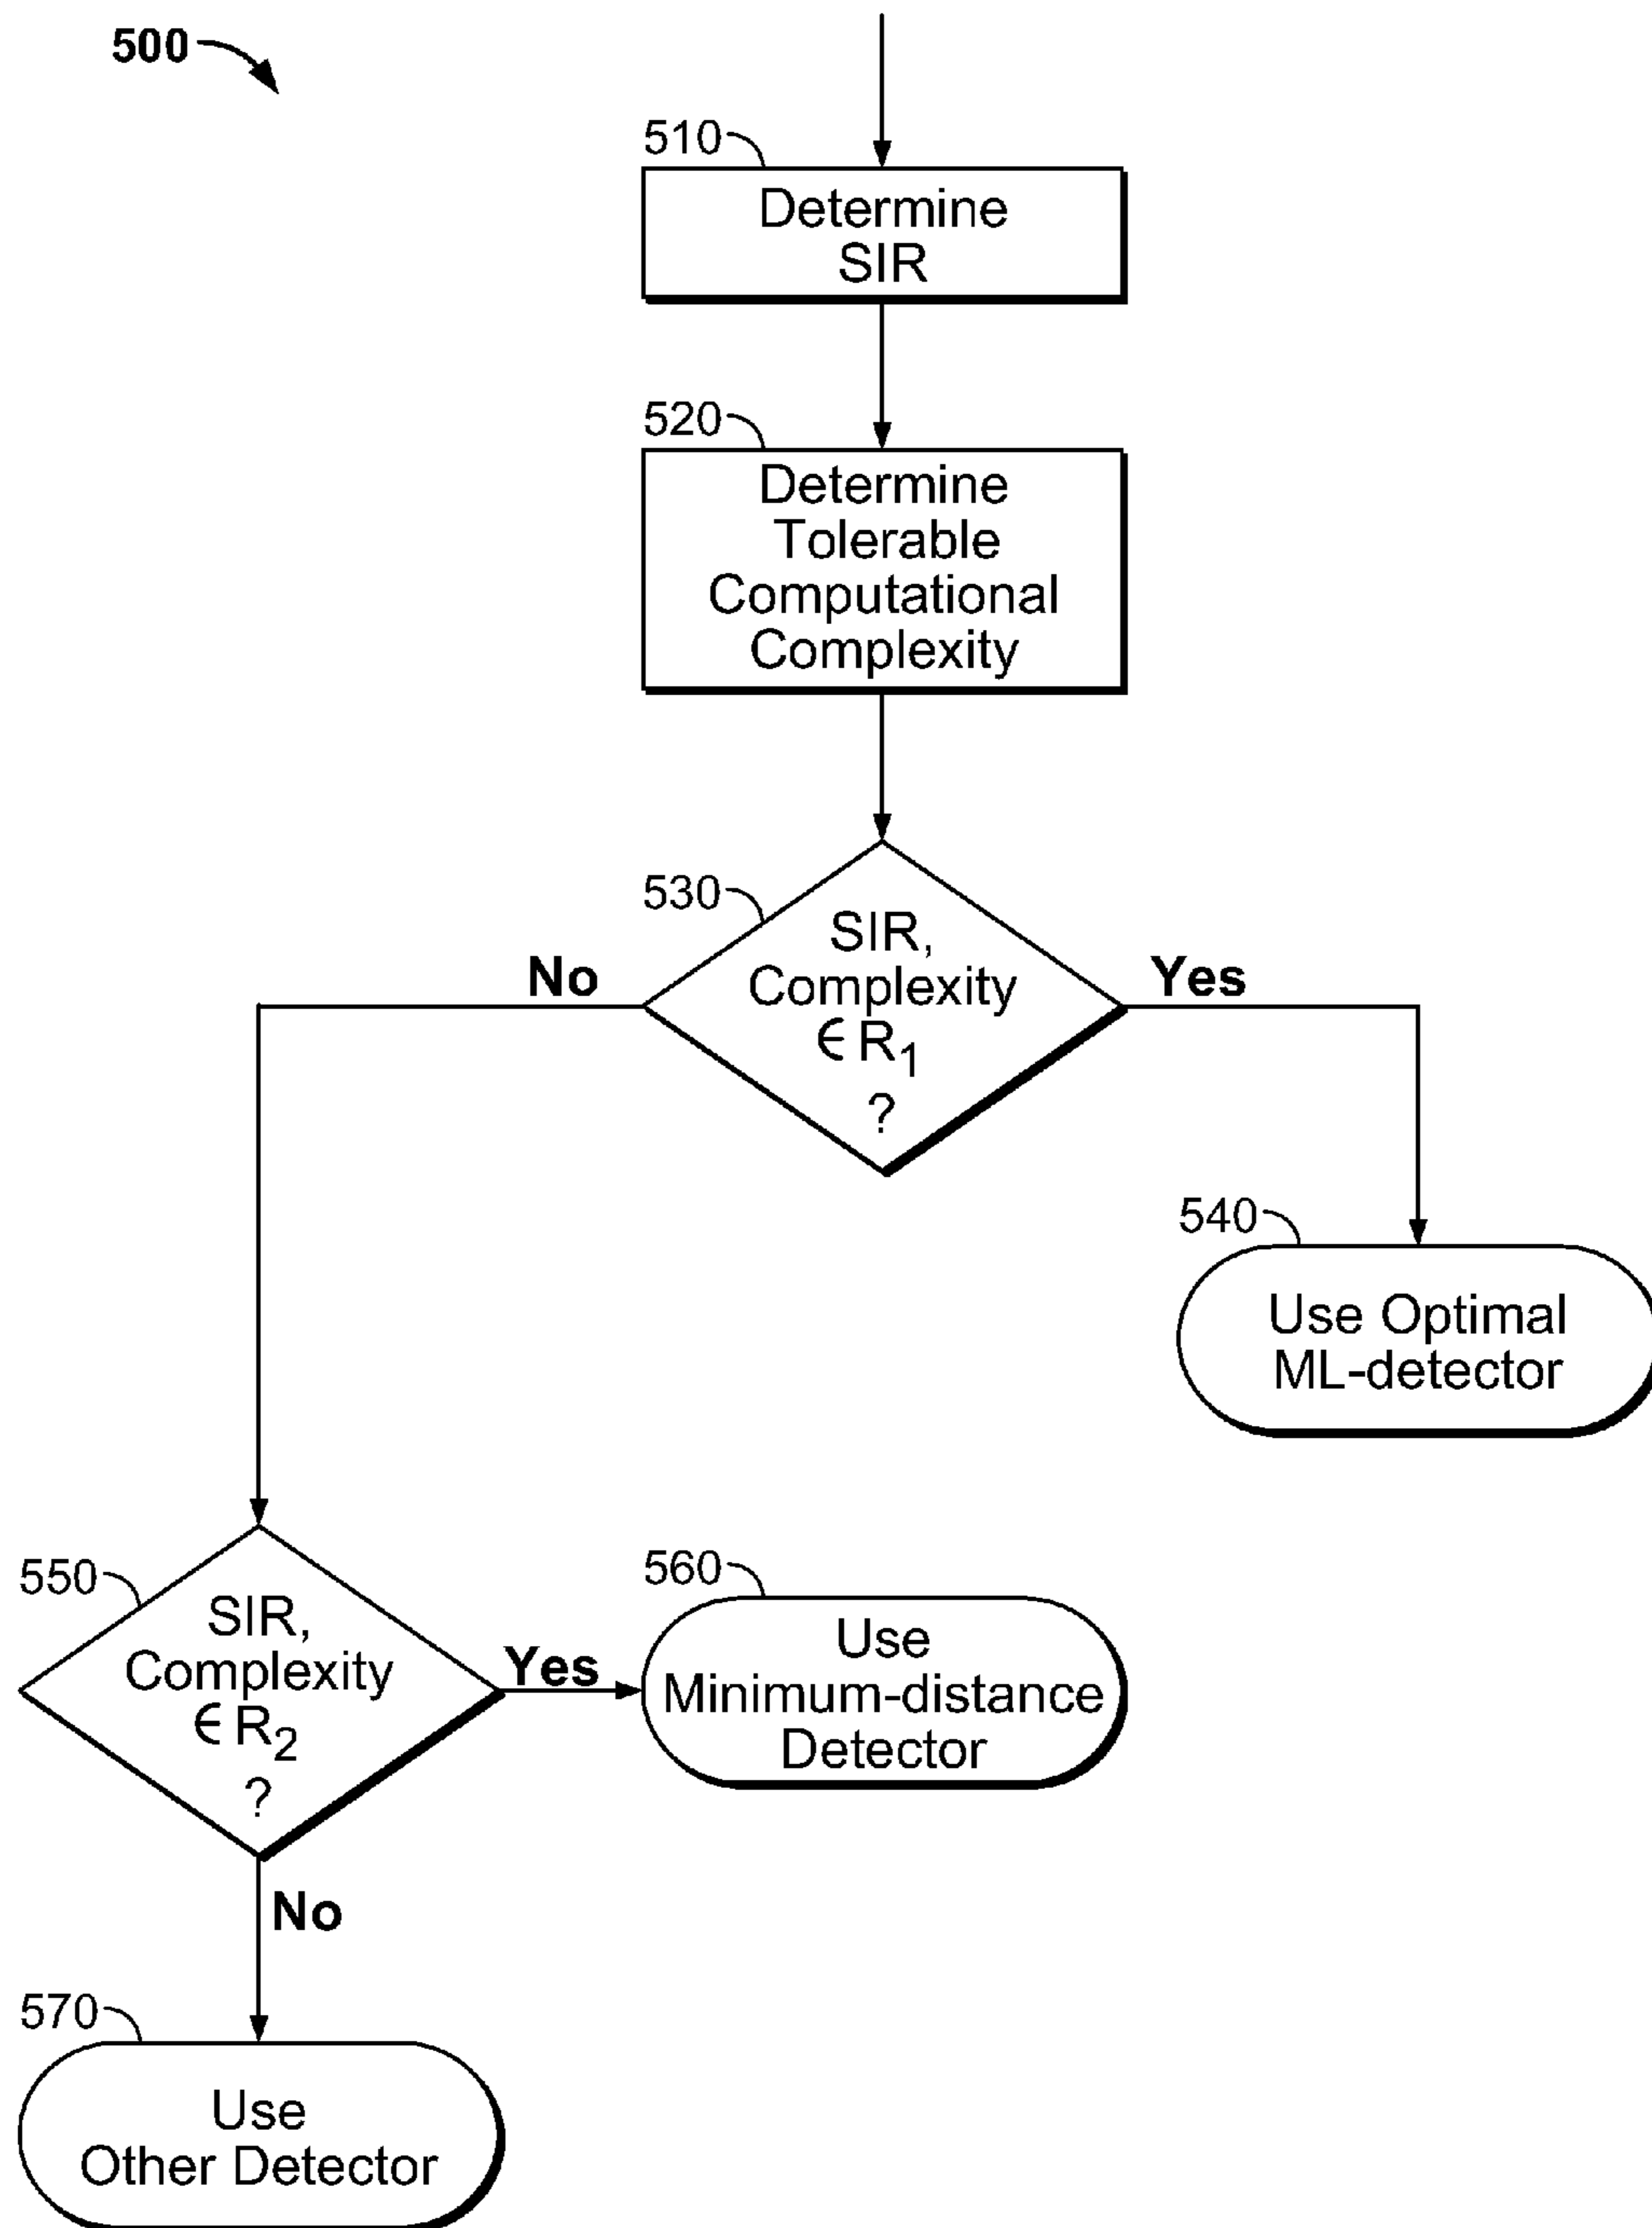 500
510
Determine
SIR
520
Determine
Tolerable
Computational
Complexity
530
SIR,
Complexity
ϵ R₁
?
No
Yes
540
Use Optimal
ML-detector
550
SIR,
Complexity
ϵ R₂
?
Yes
560
Use
Minimum-distance
Detector
No
570
Use
Other Detector